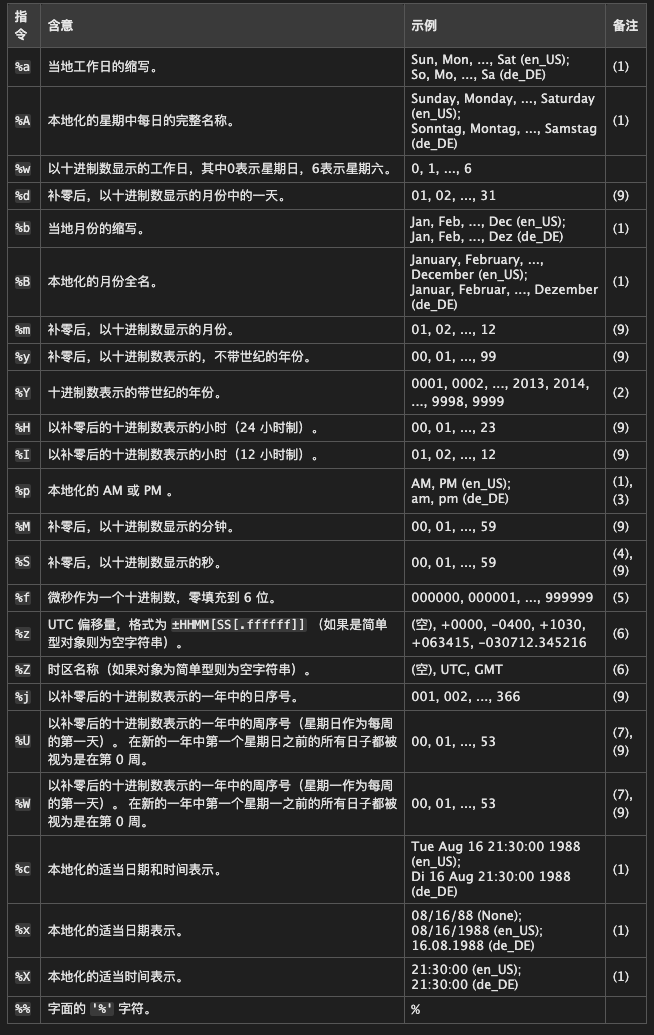 指令 含意 示例 备注
%a 当地工作日的缩写。 Sun, Mon, ..., Sat (en_US);
So, Mo, ..., Sa (de_DE) (1)
%A 本地化的星期中每日的完整名称。 Sunday, Monday, ..., Saturday
(en_US);
Sonntag, Montag, ..., Samstag
(de_DE) (1)
%w 以十进制数显示的工作日，其中0表示星期日，6表示星期六。 0, 1, ..., 6
%d 补零后，以十进制数显示的月份中的一天。 01, 02, ..., 31 (9)
%b 当地月份的缩写。 Jan, Feb, ..., Dec (en_US);
Jan, Feb, ..., Dez (de_DE) (1)
%B 本地化的月份全名。 January, February, ...,
December (en_US);
Januar, Februar, ..., Dezember
(de_DE) (1)
%m 补零后，以十进制数显示的月份。 01, 02, ..., 12 (9)
%y 补零后，以十进制数表示的，不带世纪的年份。 00, 01, ..., 99 (9)
%Y 十进制数表示的带世纪的年份。 0001, 0002, ..., 2013, 2014,
..., 9998, 9999 (2)
%H 以补零后的十进制数表示的小时（24 小时制）。 00, 01, ..., 23 (9)
%I 以补零后的十进制数表示的小时（12 小时制）。 01, 02, ..., 12 (9)
%p 本地化的 AM 或 PM 。 AM, PM (en_US);
am, pm (de_DE) (1),
(3)
%M 补零后，以十进制数显示的分钟。 00, 01, ..., 59 (9)
%S 补零后，以十进制数显示的秒。 00, 01, ..., 59 (4),
(9)
%f 微秒作为一个十进制数，零填充到 6 位。 000000, 000001, ..., 999999 (5)
%z UTC 偏移量，格式为 ±HHMM[SS[.ffffff]] （如果是简单
型对象则为空字符串）。 (空), +0000, -0400, +1030,
+063415, -030712.345216 (6)
%Z 时区名称（如果对象为简单型则为空字符串）。 (空), UTC, GMT (6)
%j 以补零后的十进制数表示的一年中的日序号。 001, 002, ..., 366 (9)
%U 以补零后的十进制数表示的一年中的周序号（星期日作为每周
的第一天）。 在新的一年中第一个星期日之前的所有日子都被
视为是在第 0 周。 00, 01, ..., 53 (7),
(9)
%W 以补零后的十进制数表示的一年中的周序号（星期一作为每周
的第一天）。 在新的一年中第一个星期一之前的所有日子都被
视为是在第 0 周。 00, 01, ..., 53 (7),
(9)
%c 本地化的适当日期和时间表示。 Tue Aug 16 21:30:00 1988
(en_US);
Di 16 Aug 21:30:00 1988
(de_DE) (1)
%x 本地化的适当日期表示。 08/16/88 (None);
08/16/1988 (en_US);
16.08.1988 (de_DE) (1)
%X 本地化的适当时间表示。 21:30:00 (en_US);
21:30:00 (de_DE) (1)
%% 字面的 '%' 字符。 %